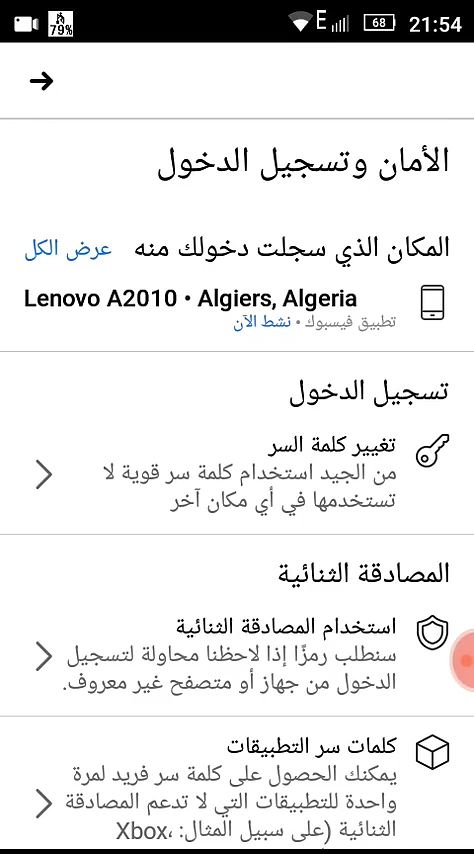 79%
E
68
21:54
الأمان وتسجيل الدخول
المكان الذي سجلت دخولك منه
عرض الكل
Lenovo A2010 • Algiers, Algeria
تطبيق فيسبوك • نشط الآن
تسجيل الدخول
تغيير كلمة السر
من الجيد استخدام كلمة سر قوية لا
تستخدمها في أي مكان آخر
المصادقة الثنائية
استخدام المصادقة الثنائية
سنطلب رمزًا إذا لاحظنا محاولة لتسجيل
الدخول من جهاز أو متصفح غير معروف.
كلمات سر التطبيقات
يمكنك الحصول على كلمة سر فريد لمرة
واحدة للتطبيقات التي لا تدعم المصادقة
الثنائية (على سبيل المثال: Xbox،